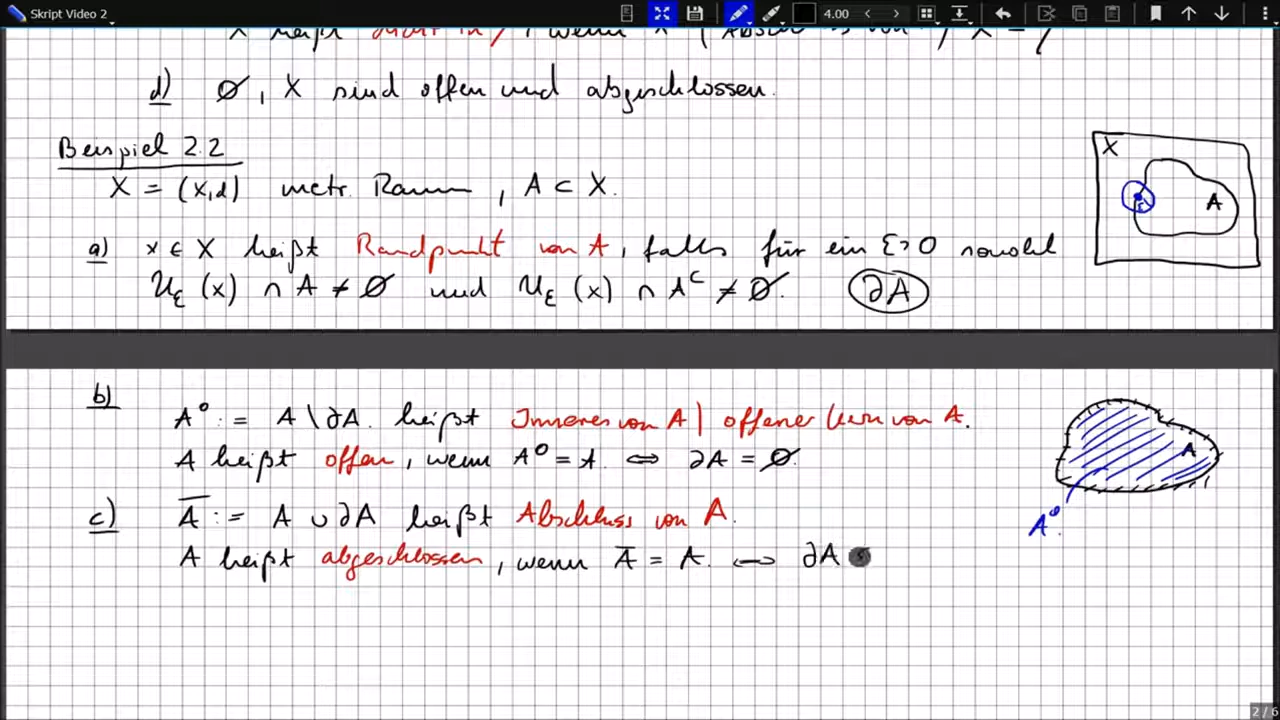 Skript Video 2
4.00
x heißt
d) ∅, X sind offen und abgeschlossen.
Beispiel 2.2
X = (X,d) metr. Raum, A ⊂ X.
X
A
ε
a) x ∈ X heißt Randpunkt von A, falls für ein ε>0 sowohl
U_ε(x) ∩ A ≠ ∅ und U_ε(x) ∩ A^C ≠ ∅. ∂A
b)
A° := A \ ∂A. heißt Inneres von A | offener Kern von A.
A heißt offen, wenn A° = A. ⇔ ∂A = ∅.
A
A°.
c) A̅ := A ∪ ∂A heißt Abschluss von A.
A heißt abgeschlossen, wenn A̅ = A. ⇔ ∂A
2 / 6